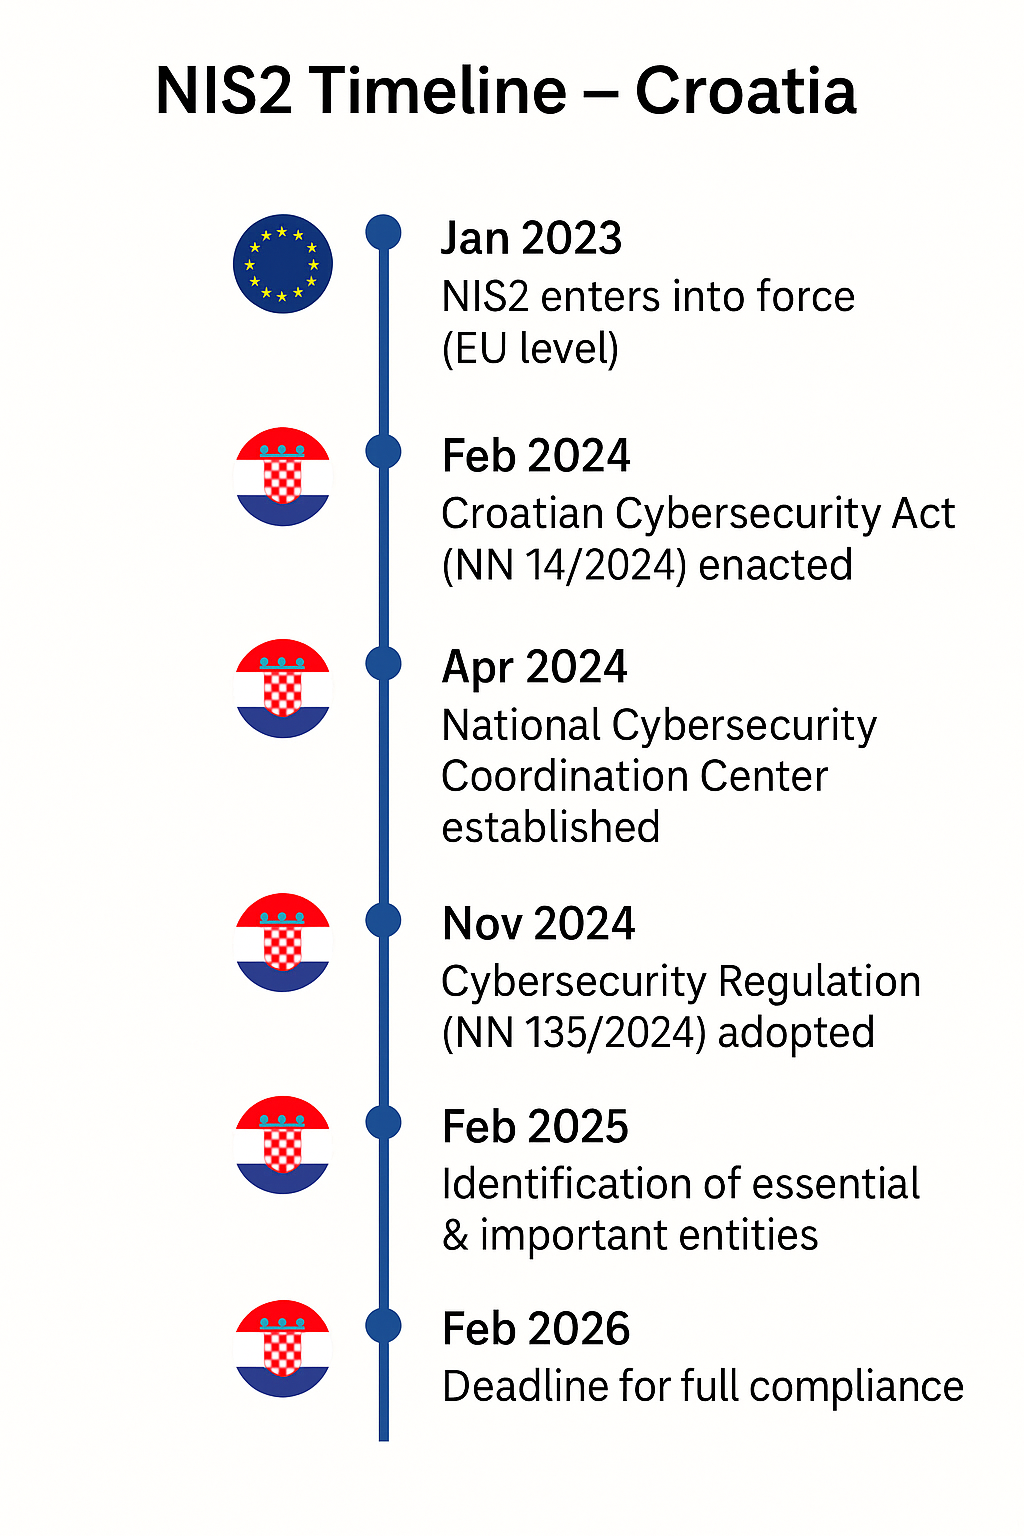 NIS2 Timeline – Croatia
Jan 2023
NIS2 enters into force
(EU level)
Feb 2024
Croatian Cybersecurity Act
(NN 14/2024) enacted
Apr 2024
National Cybersecurity
Coordination Center
established
Nov 2024
Cybersecurity Regulation
(NN 135/2024) adopted
Feb 2025
Identification of essential
& important entities
Feb 2026
Deadline for full compliance